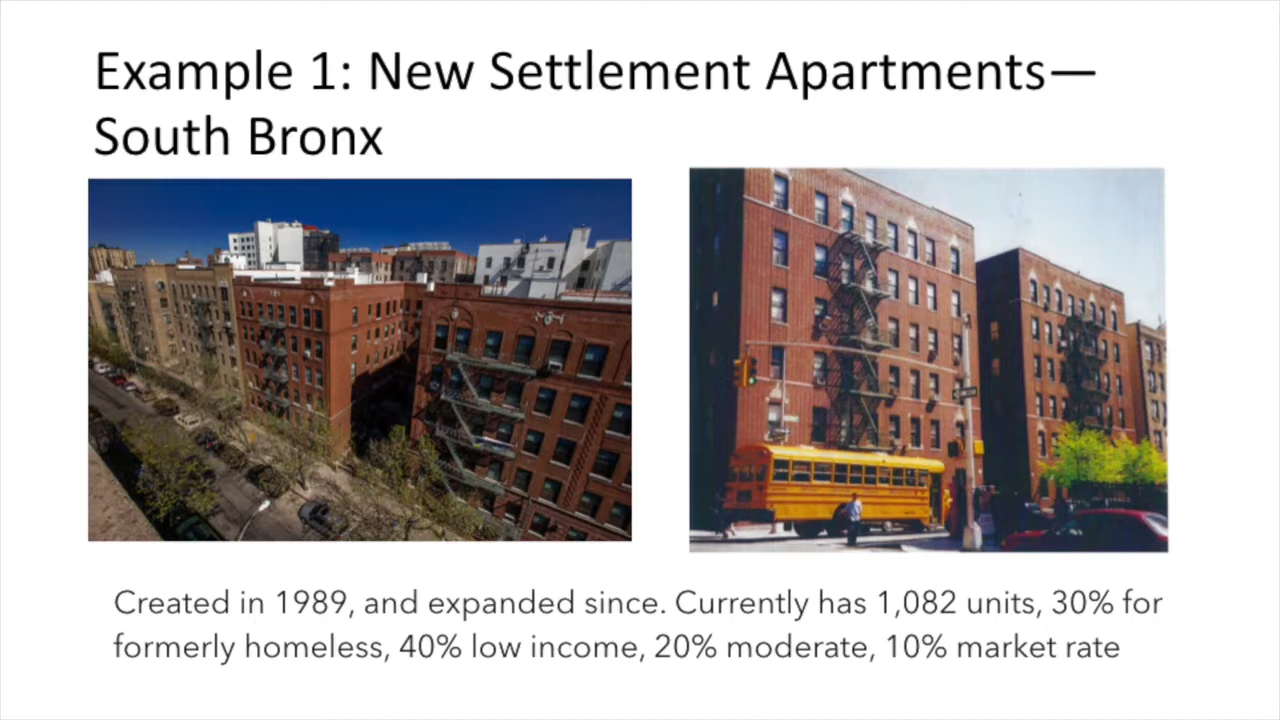 Example 1: New Settlement Apartments—
South Bronx
Created in 1989, and expanded since. Currently has 1,082 units, 30% for
formerly homeless, 40% low income, 20% moderate, 10% market rate